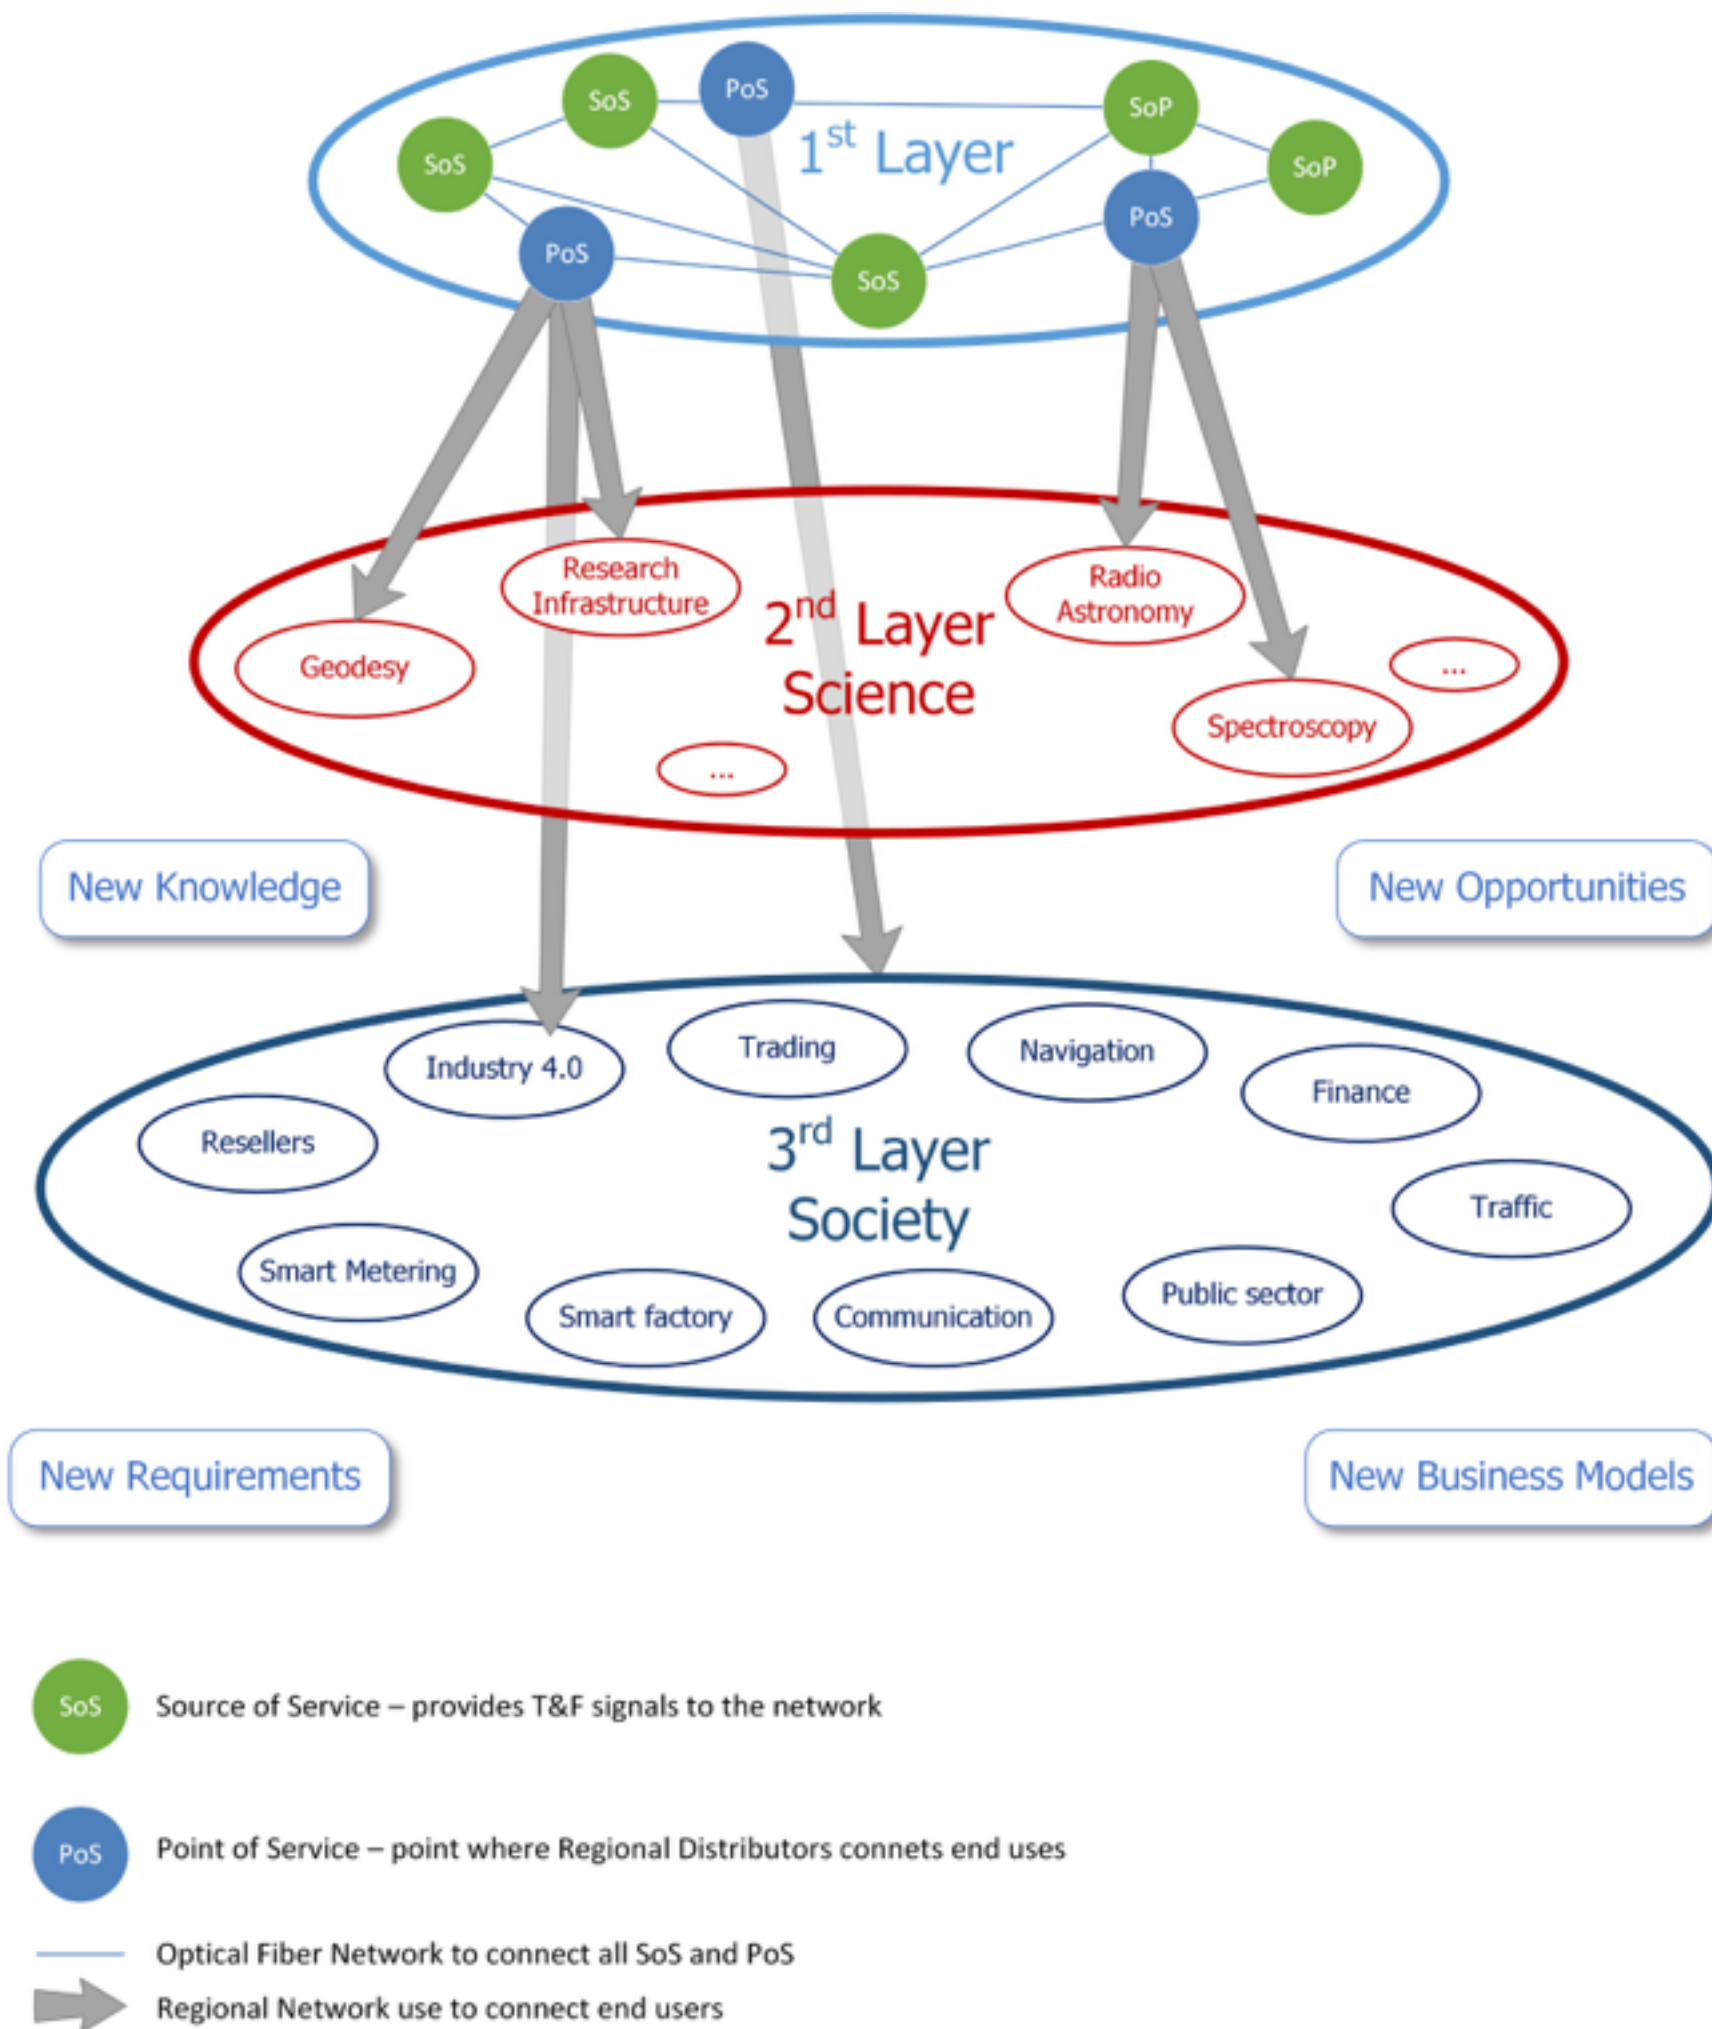 PoS
SoS
SoP
1st Layer
SoS
SoP
PoS
PoS
SoS
Research
Infrastructure
Radio
Astronomy
2nd Layer
Science
Geodesy
...
Spectroscopy
...
New Knowledge
New Opportunities
Trading
Navigation
Industry 4.0
Finance
Resellers
3rd Layer
Society
Traffic
Smart Metering
Public sector
Smart factory
Communication
New Requirements
New Business Models
SoS
Source of Service – provides T&F signals to the network
PoS
Point of Service – point where Regional Distributors connets end uses
Optical Fiber Network to connect all SoS and PoS
Regional Network use to connect end users